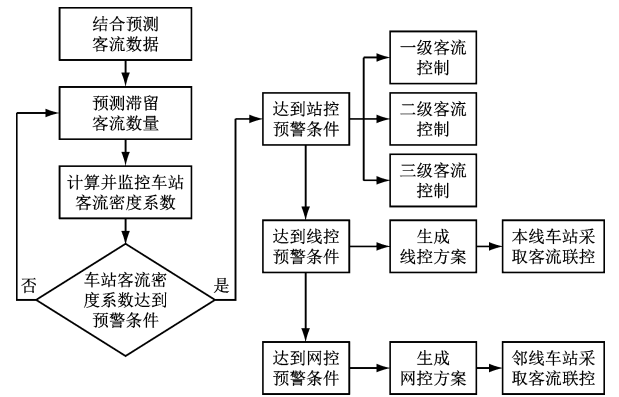 结合预测
客流数据
预测滞留
客流数量
计算并监控车站
客流密度系数
车站客流密
度系数达到
预警条件
否
是
达到站控
预警条件
一级客流
控制
二级客流
控制
三级客流
控制
达到线控
预警条件
生成
线控方案
本线车站采
取客流联控
达到网控
预警条件
生成
网控方案
邻线车站采
取客流联控